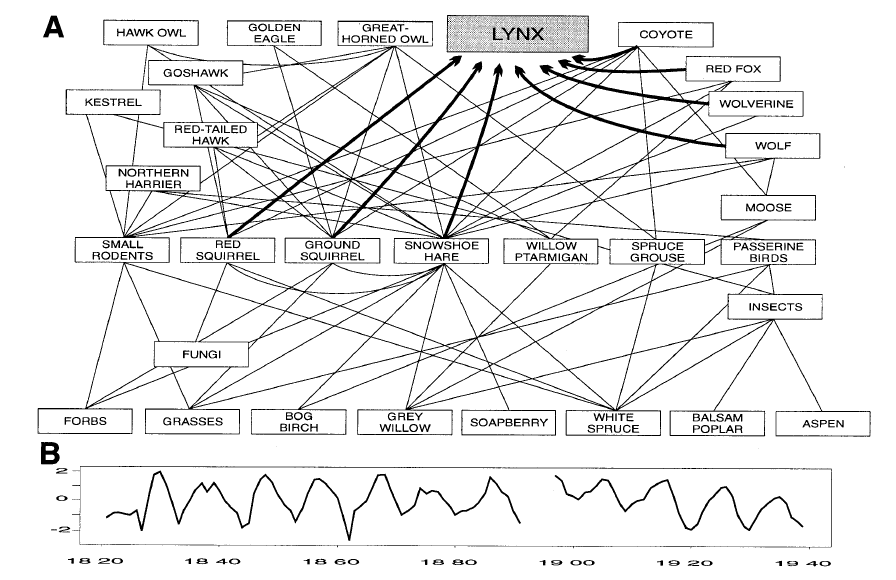 A
HAWK OWL
GOLDEN
EAGLE
GREAT-
HORNED OWL
LYNX
COYOTE
GOSHAWK
RED FOX
KESTREL
WOLVERINE
RED-TAILED
HAWK
WOLF
NORTHERN
HARRIER
MOOSE
SMALL
RODENTS
RED
SQUIRREL
GROUND
SQUIRREL
SNOWSHOE
HARE
WILLOW
PTARMIGAN
SPRUCE
GROUSE
PASSERINE
BIRDS
INSECTS
FUNGI
FORBS
GRASSES
BOG
BIRCH
GREY
WILLOW
SOAPBERRY
WHITE
SPRUCE
BALSAM
POPLAR
ASPEN
B
2
0
-2
18 20 18 40 18 60 18 80 19 00 19 20 19 40